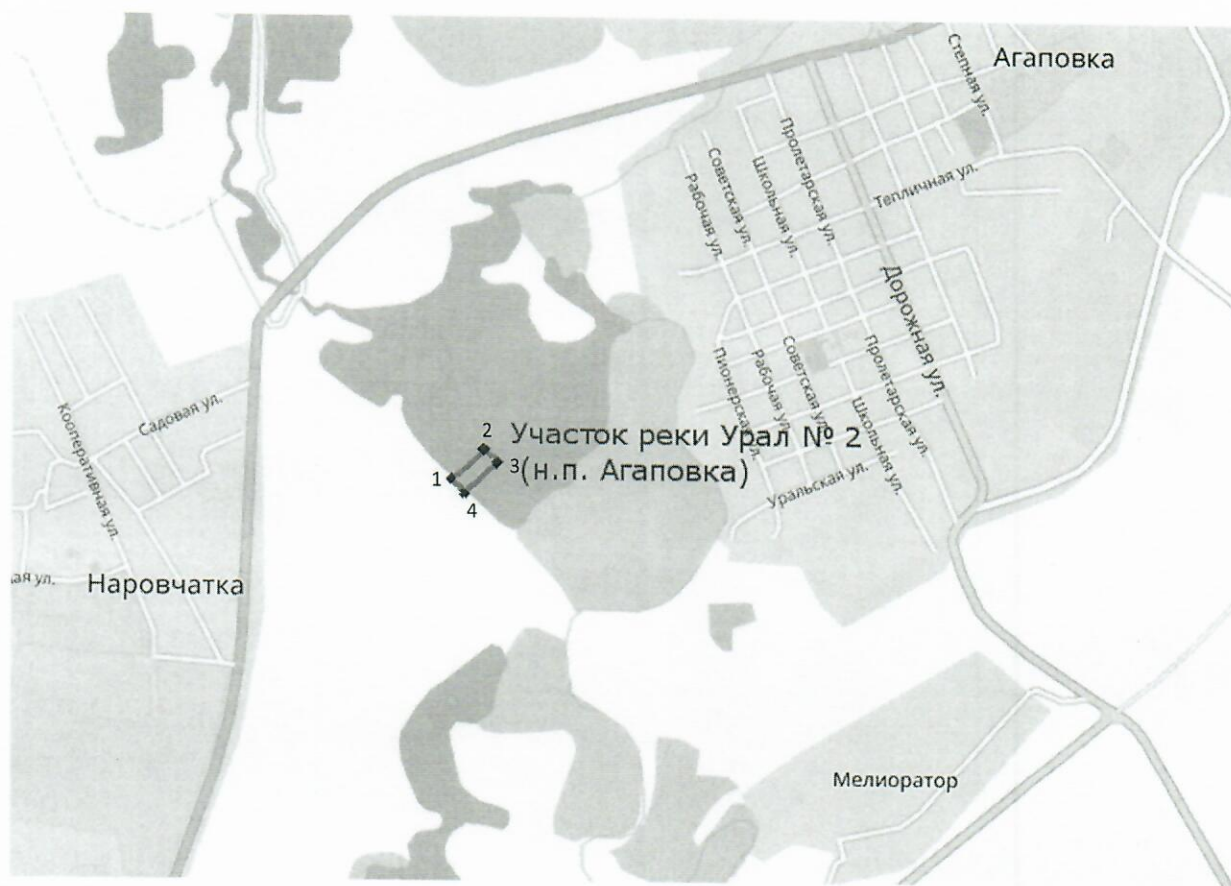 Агаповка
Степная ул.
Пролетарская ул.
Советская ул.
Школьная ул.
Рабочая ул.
Тепличная ул.
Дорожная ул.
Пионерская ул.
Рабочая ул.
Советская ул.
Пролетарская ул.
Школьная ул.
Уральская ул.
Садовая ул.
Кооперативная ул.
2 Участок реки Урал № 2
3 (н.п. Агаповка)
1
4
ул.
Наровчатка
Мелиоратор